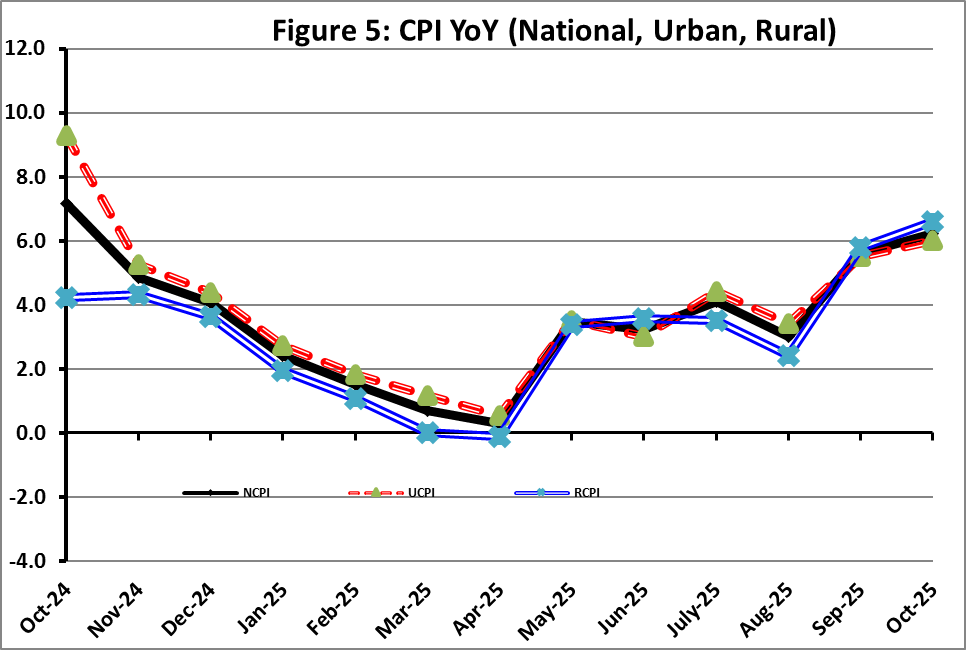 Figure 5: CPI YoY (National, Urban, Rural)
12.0
10.0
8.0
6.0
4.0
2.0
0.0
-2.0
-4.0
NCPI
UCPI
RCPI
Oct-24
Nov-24
Dec-24
Jan-25
Feb-25
Mar-25
Apr-25
May-25
Jun-25
July-25
Aug-25
Sep-25
Oct-25